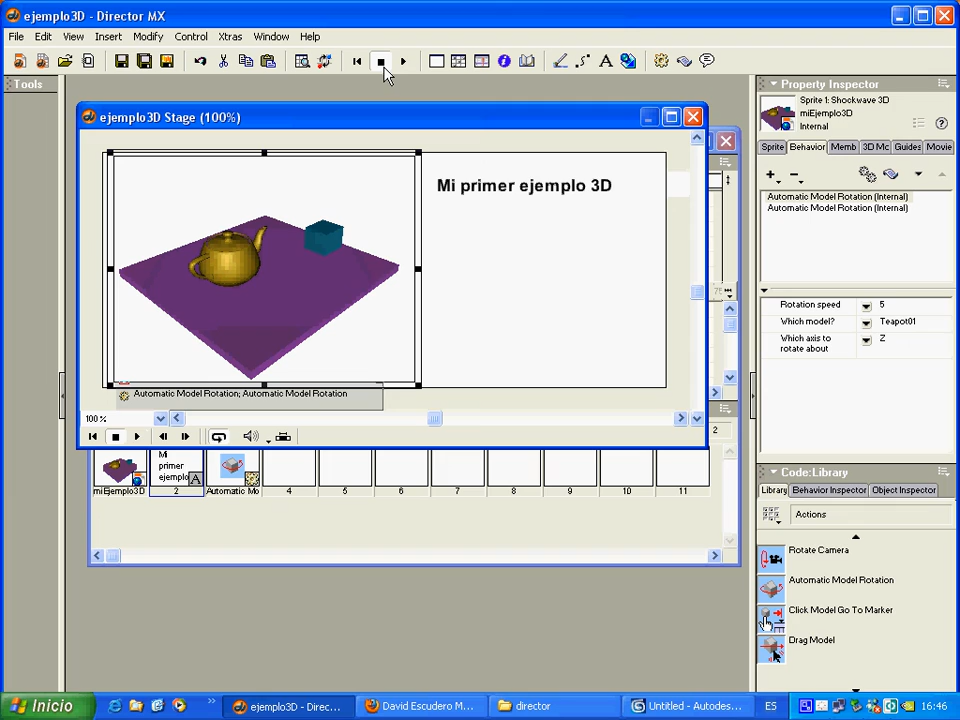 ejemplo3D - Director MX
File Edit View Insert Modify Control Xtras Window Help
Tools
ejemplo3D Stage (100%)
Mi primer ejemplo 3D
Automatic Model Rotation; Automatic Model Rotation
100%
Mi
primer
ejemplo
miEjemplo3D 2 Automatic Mo 4 5 6 7 8 9 10 11
2
Property Inspector
Sprite 1: Shockwave 3D
miEjemplo3D
Internal
Sprite Behavior Memb 3D Mc Guides Movie
Automatic Model Rotation (Internal)
Automatic Model Rotation (Internal)
Rotation speed 5
Which model? Teapot01
Which axis to
rotate about Z
Code:Library
Library Behavior Inspector Object Inspector
Actions
Rotate Camera
Automatic Model Rotation
Click Model Go To Marker
Drag Model
Inicio
ejemplo3D - Direc...
David Escudero M...
director
Untitled - Autodes...
ES
16:46